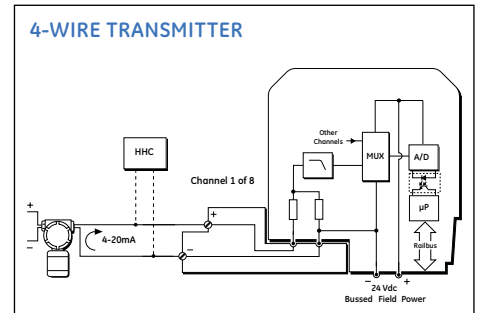 4-WIRE TRANSMITTER
HHC
Other
Channels
MUX
A/D
Channel 1 of 8
µP
+
+
4-20mA
Railbus
–
–
– +
24 Vdc
Bussed Field Power